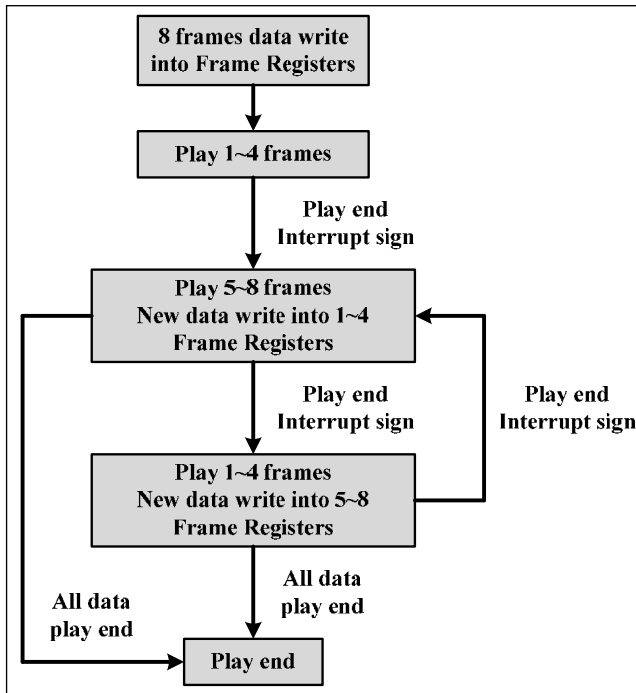 8 frames data write
into Frame Registers
Play 1~4 frames
Play end
Interrupt sign
Play 5~8 frames
New data write into 1~4
Frame Registers
Play end
Interrupt sign
Play end
Interrupt sign
Play 1~4 frames
New data write into 5~8
Frame Registers
All data
play end
All data
play end
Play end